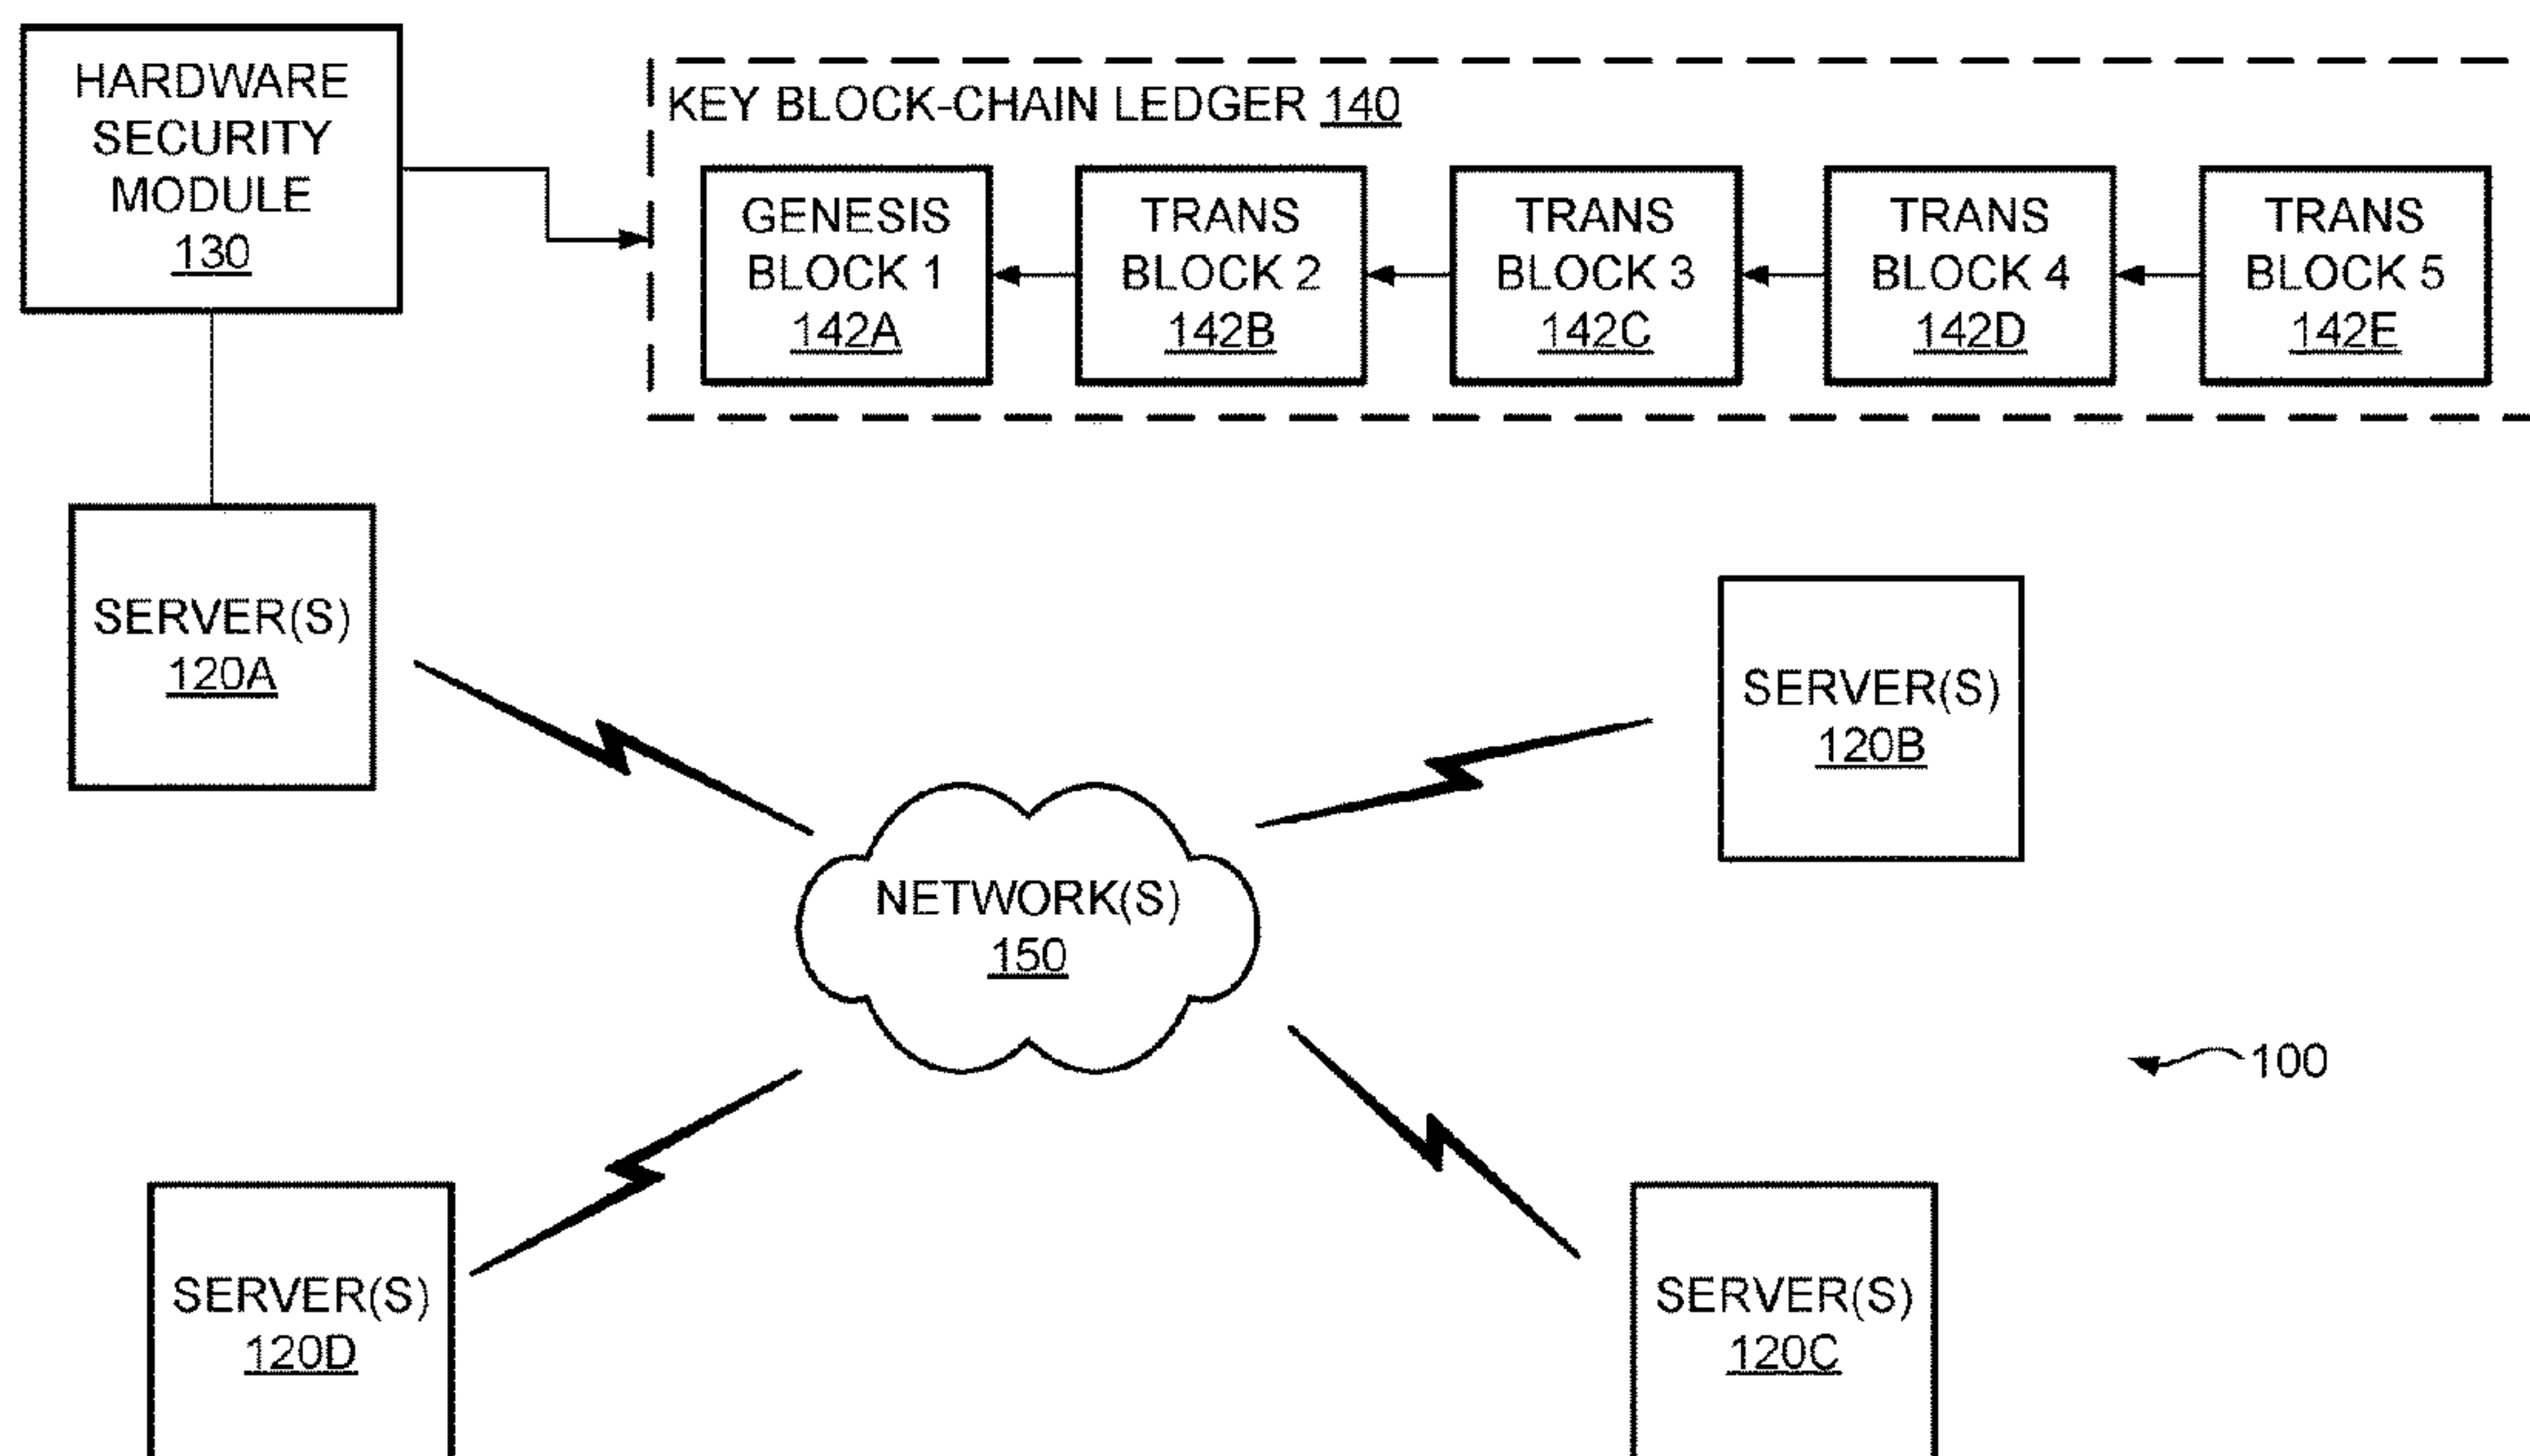 HARDWARE
SECURITY
MODULE
130
KEY BLOCK-CHAIN LEDGER 140
GENESIS
BLOCK 1
142A
TRANS
BLOCK 2
142B
TRANS
BLOCK 3
142C
TRANS
BLOCK 4
142D
TRANS
BLOCK 5
142E
SERVER(S)
120A
SERVER(S)
120B
NETWORK(S)
150
100
SERVER(S)
120D
SERVER(S)
120C